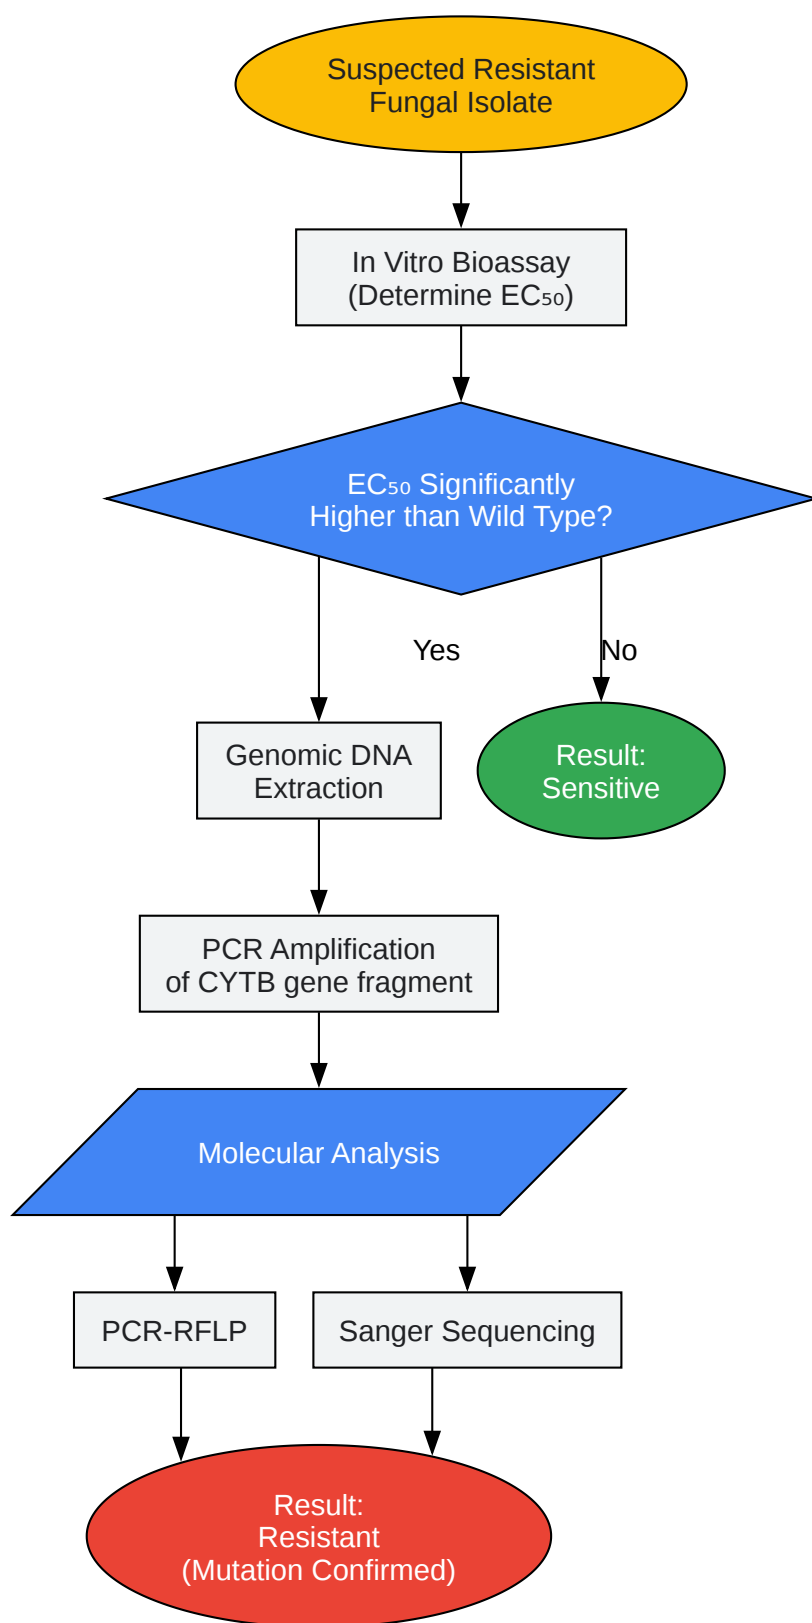 Suspected Resistant
Fungal Isolate
In Vitro Bioassay
(Determine EC₅₀)
EC₅₀ Significantly
Higher than Wild Type?
Yes
No
Genomic DNA
Extraction
Result:
Sensitive
PCR Amplification
of CYTB gene fragment
Molecular Analysis
PCR-RFLP
Sanger Sequencing
Result:
Resistant
(Mutation Confirmed)